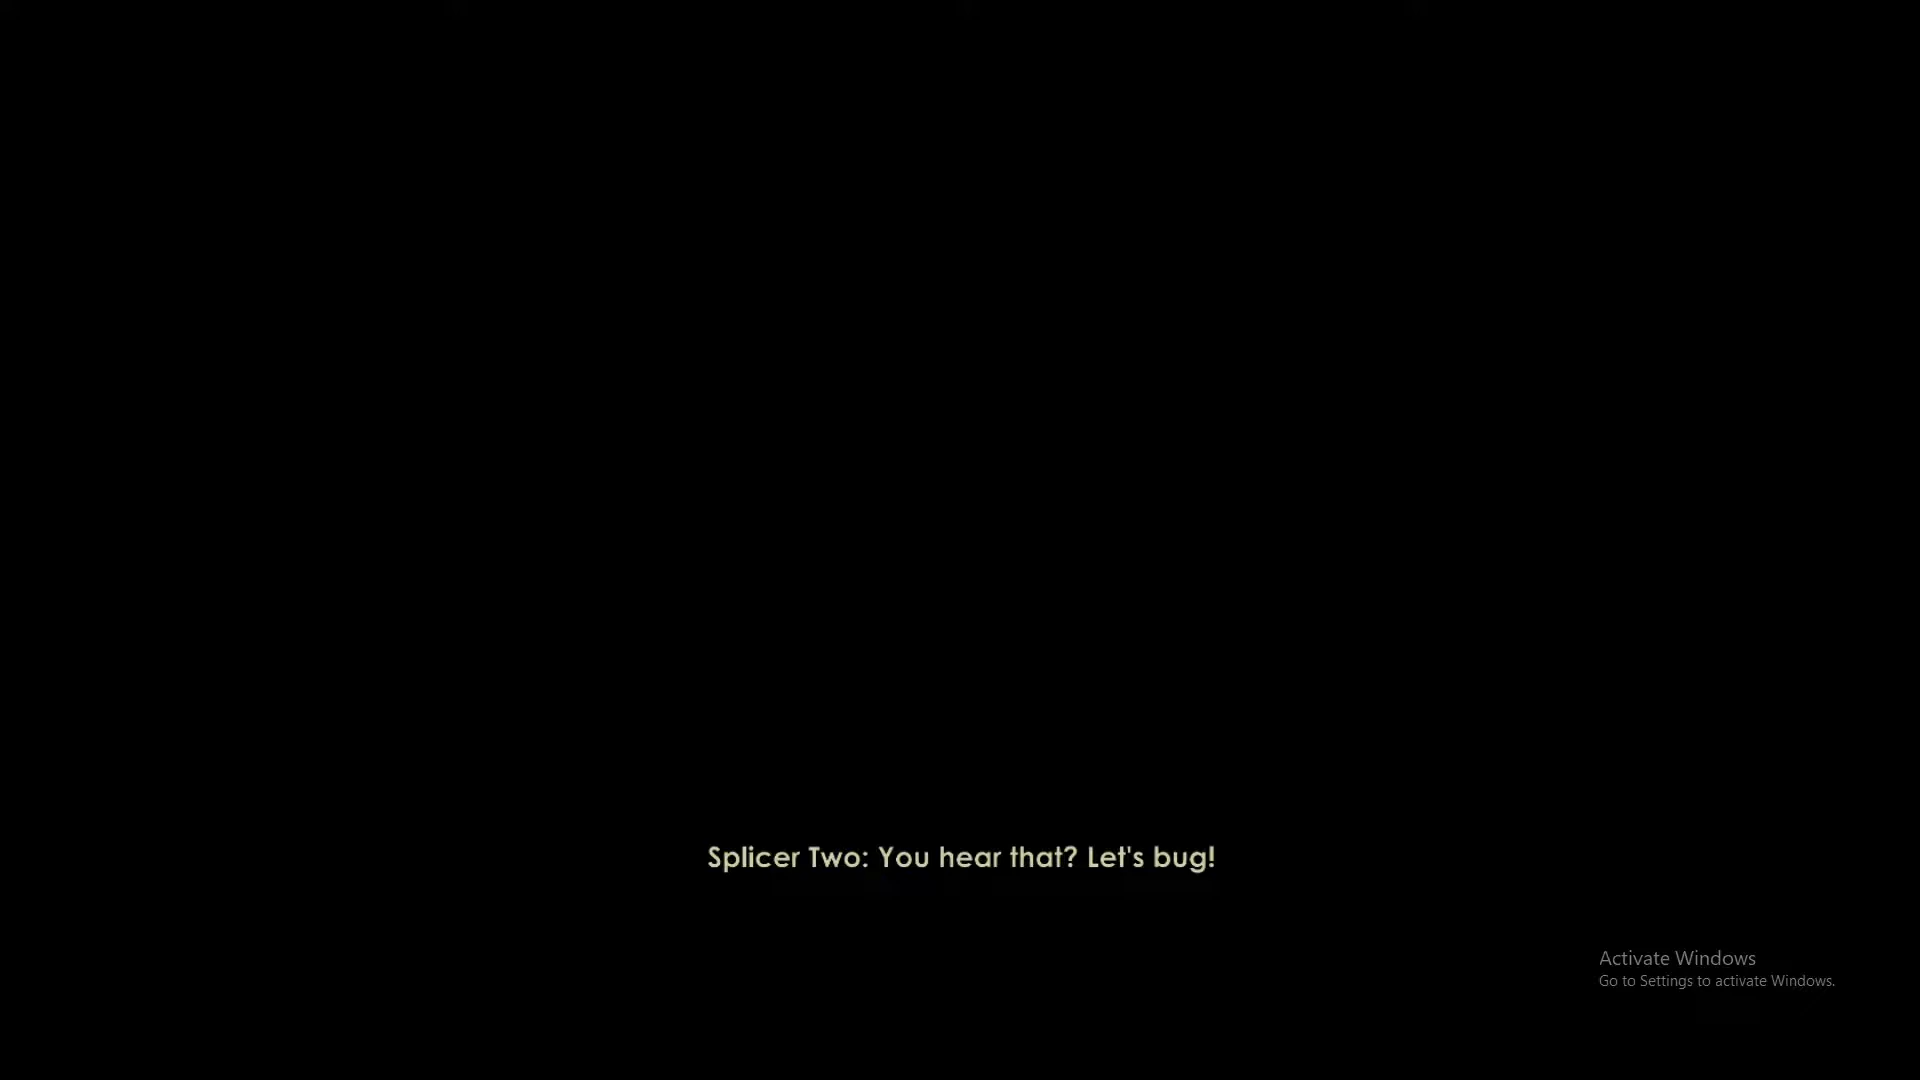 Splicer Two: You hear that? Let's bug!
Activate Windows
Go to Settings to activate Windows.